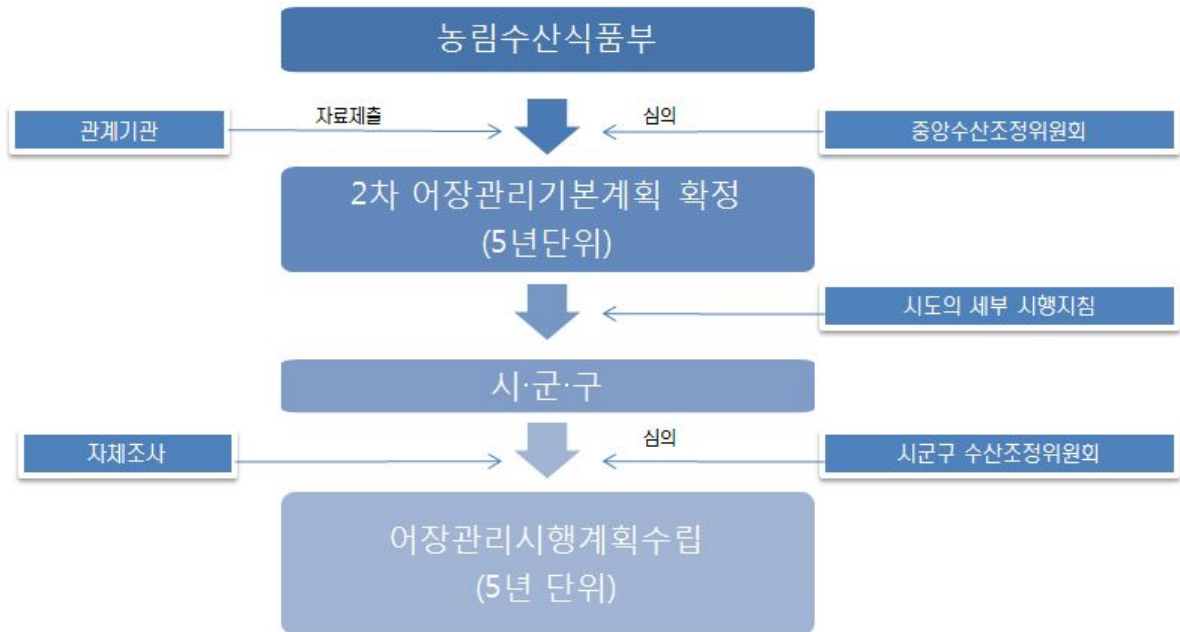 농림수산식품부
자료제출
심의
관계기관
중앙수산조정위원회
2차 어장관리기본계획 확정
(5년단위)
시도의 세부 시행지침
시·군·구
심의
자체조사
시군구 수산조정위원회
어장관리시행계획수립
(5년 단위)